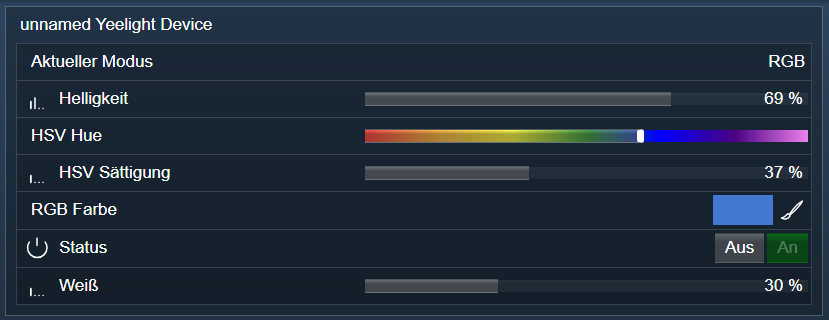 unnamed Yeelight Device
Aktueller Modus RGB
Helligkeit 69 %
HSV Hue
HSV Sättigung 37 %
RGB Farbe
Status Aus An
Weiß 30 %